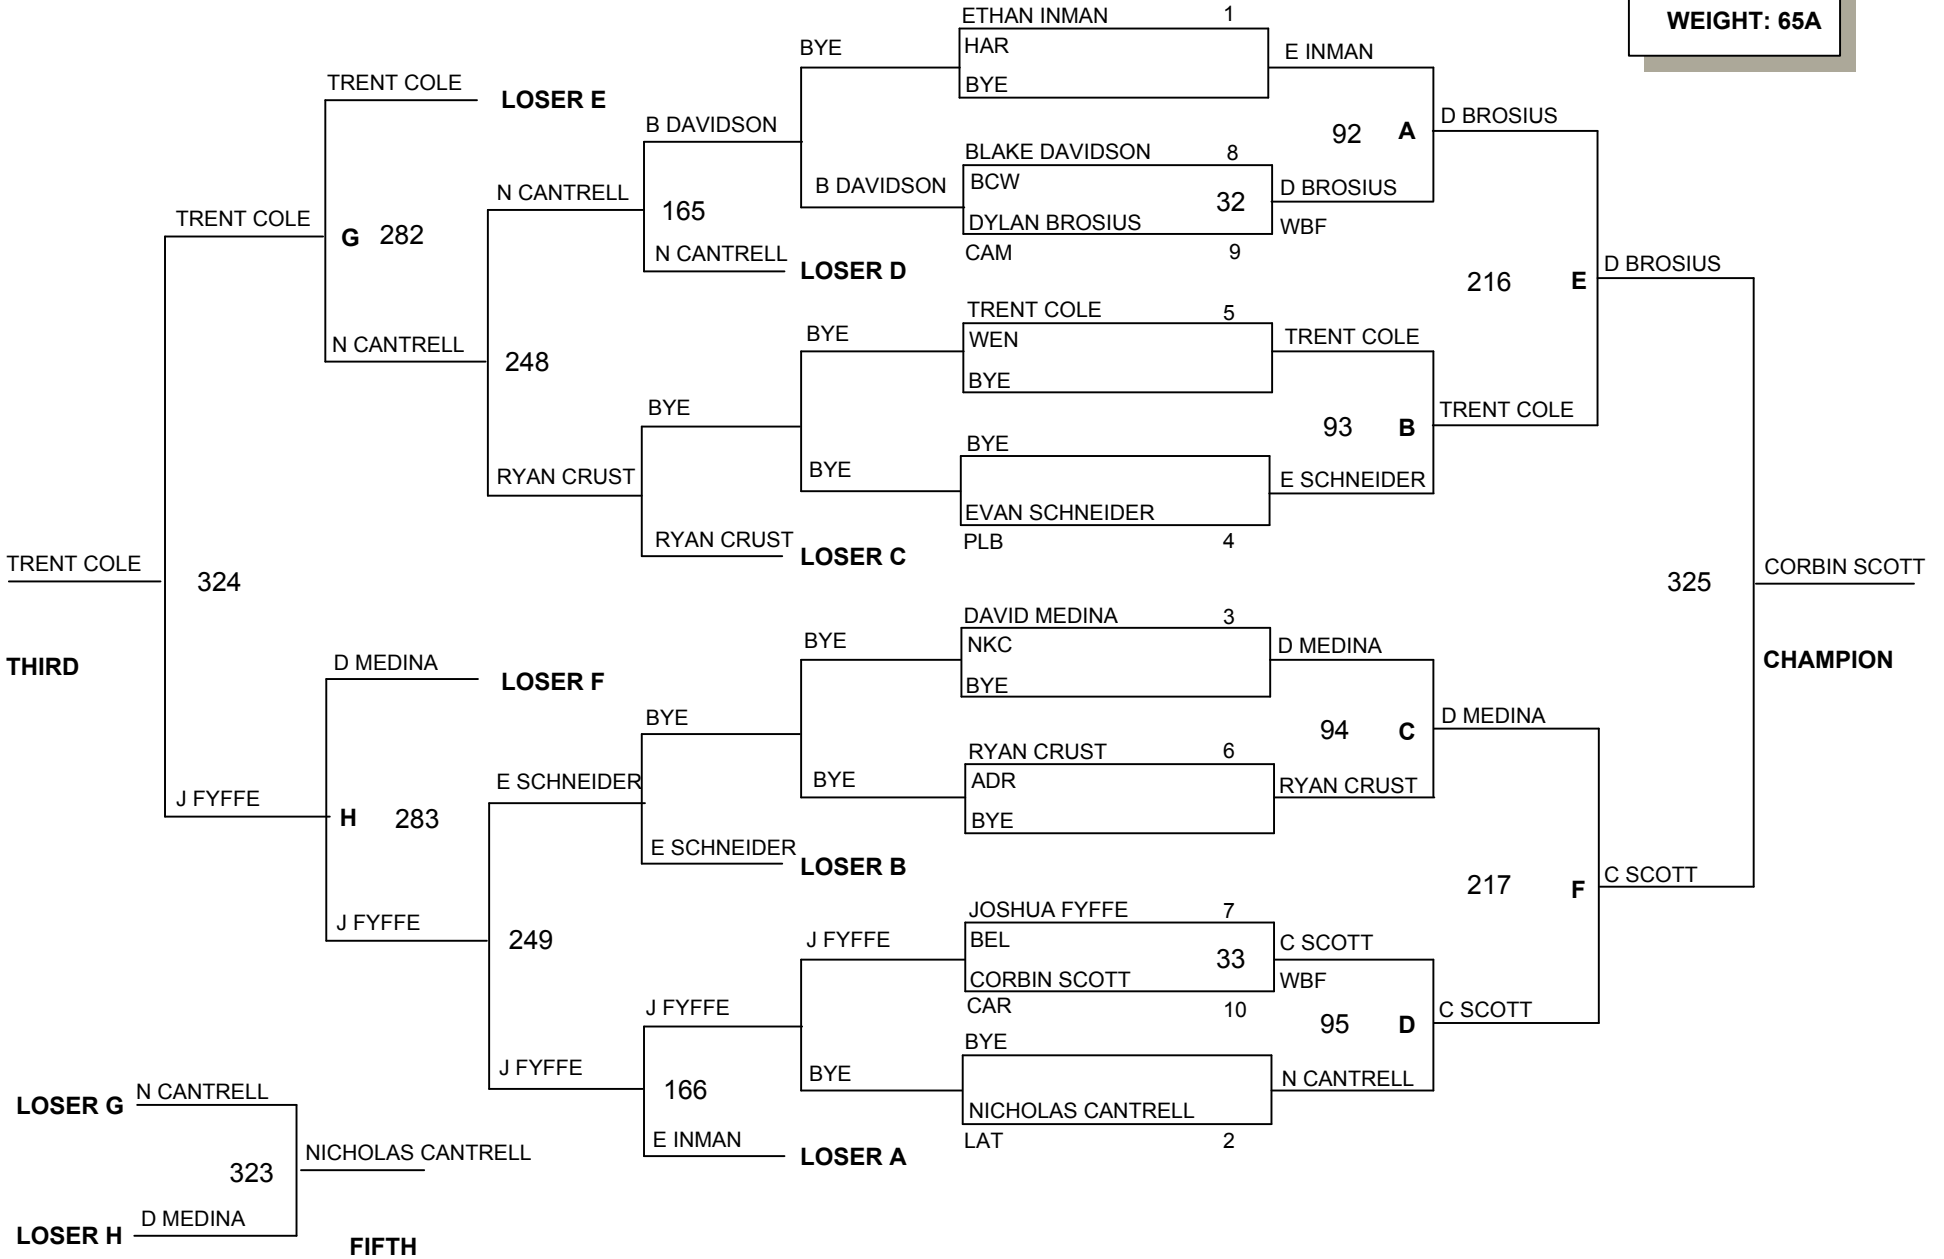 WEIGHT: 65A
ETHAN INMAN 1
HAR
BYE
BYE
E INMAN
TRENT COLE
LOSER E
B DAVIDSON
92 A
D BROSIUS
BLAKE DAVIDSON 8
B DAVIDSON
BCW
32
DYLAN BROSIUS
CAM 9
D BROSIUS
WBF
N CANTRELL
165
TRENT COLE
G 282
N CANTRELL
LOSER D
216 E
D BROSIUS
TRENT COLE 5
WEN
BYE
BYE
TRENT COLE
N CANTRELL
248
BYE
93 B
TRENT COLE
BYE
BYE
EVAN SCHNEIDER
PLB 4
E SCHNEIDER
RYAN CRUST
RYAN CRUST
LOSER C
TRENT COLE
324
325
CORBIN SCOTT
THIRD
CHAMPION
DAVID MEDINA 3
NKC
BYE
BYE
D MEDINA
D MEDINA
LOSER F
BYE
94 C
D MEDINA
RYAN CRUST 6
ADR
BYE
BYE
RYAN CRUST
E SCHNEIDER
J FYFFE
H 283
E SCHNEIDER
LOSER B
217 F
C SCOTT
JOSHUA FYFFE 7
BEL
33
CORBIN SCOTT
CAR 10
J FYFFE
C SCOTT
WBF
J FYFFE
249
J FYFFE
95 D
C SCOTT
BYE
BYE
NICHOLAS CANTRELL
LAT 2
N CANTRELL
J FYFFE
166
E INMAN
LOSER A
LOSER G
N CANTRELL
323
NICHOLAS CANTRELL
LOSER H
D MEDINA
FIFTH